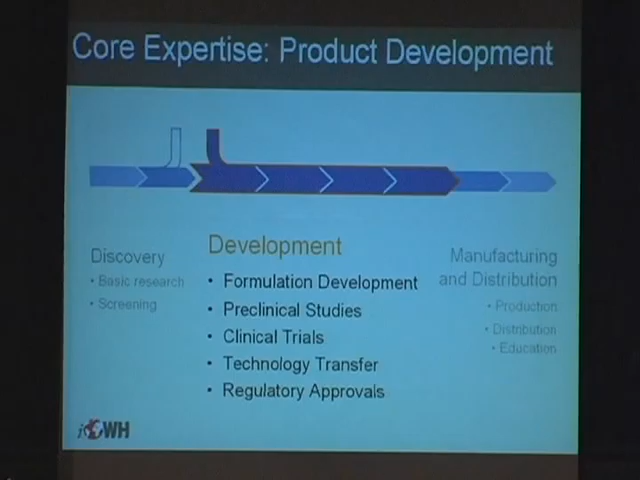 Core Expertise: Product Development
Discovery
• Basic research
• Screening
Development
• Formulation Development
• Preclinical Studies
• Clinical Trials
• Technology Transfer
• Regulatory Approvals
Manufacturing
and Distribution
• Production
• Distribution
• Education
iOWH